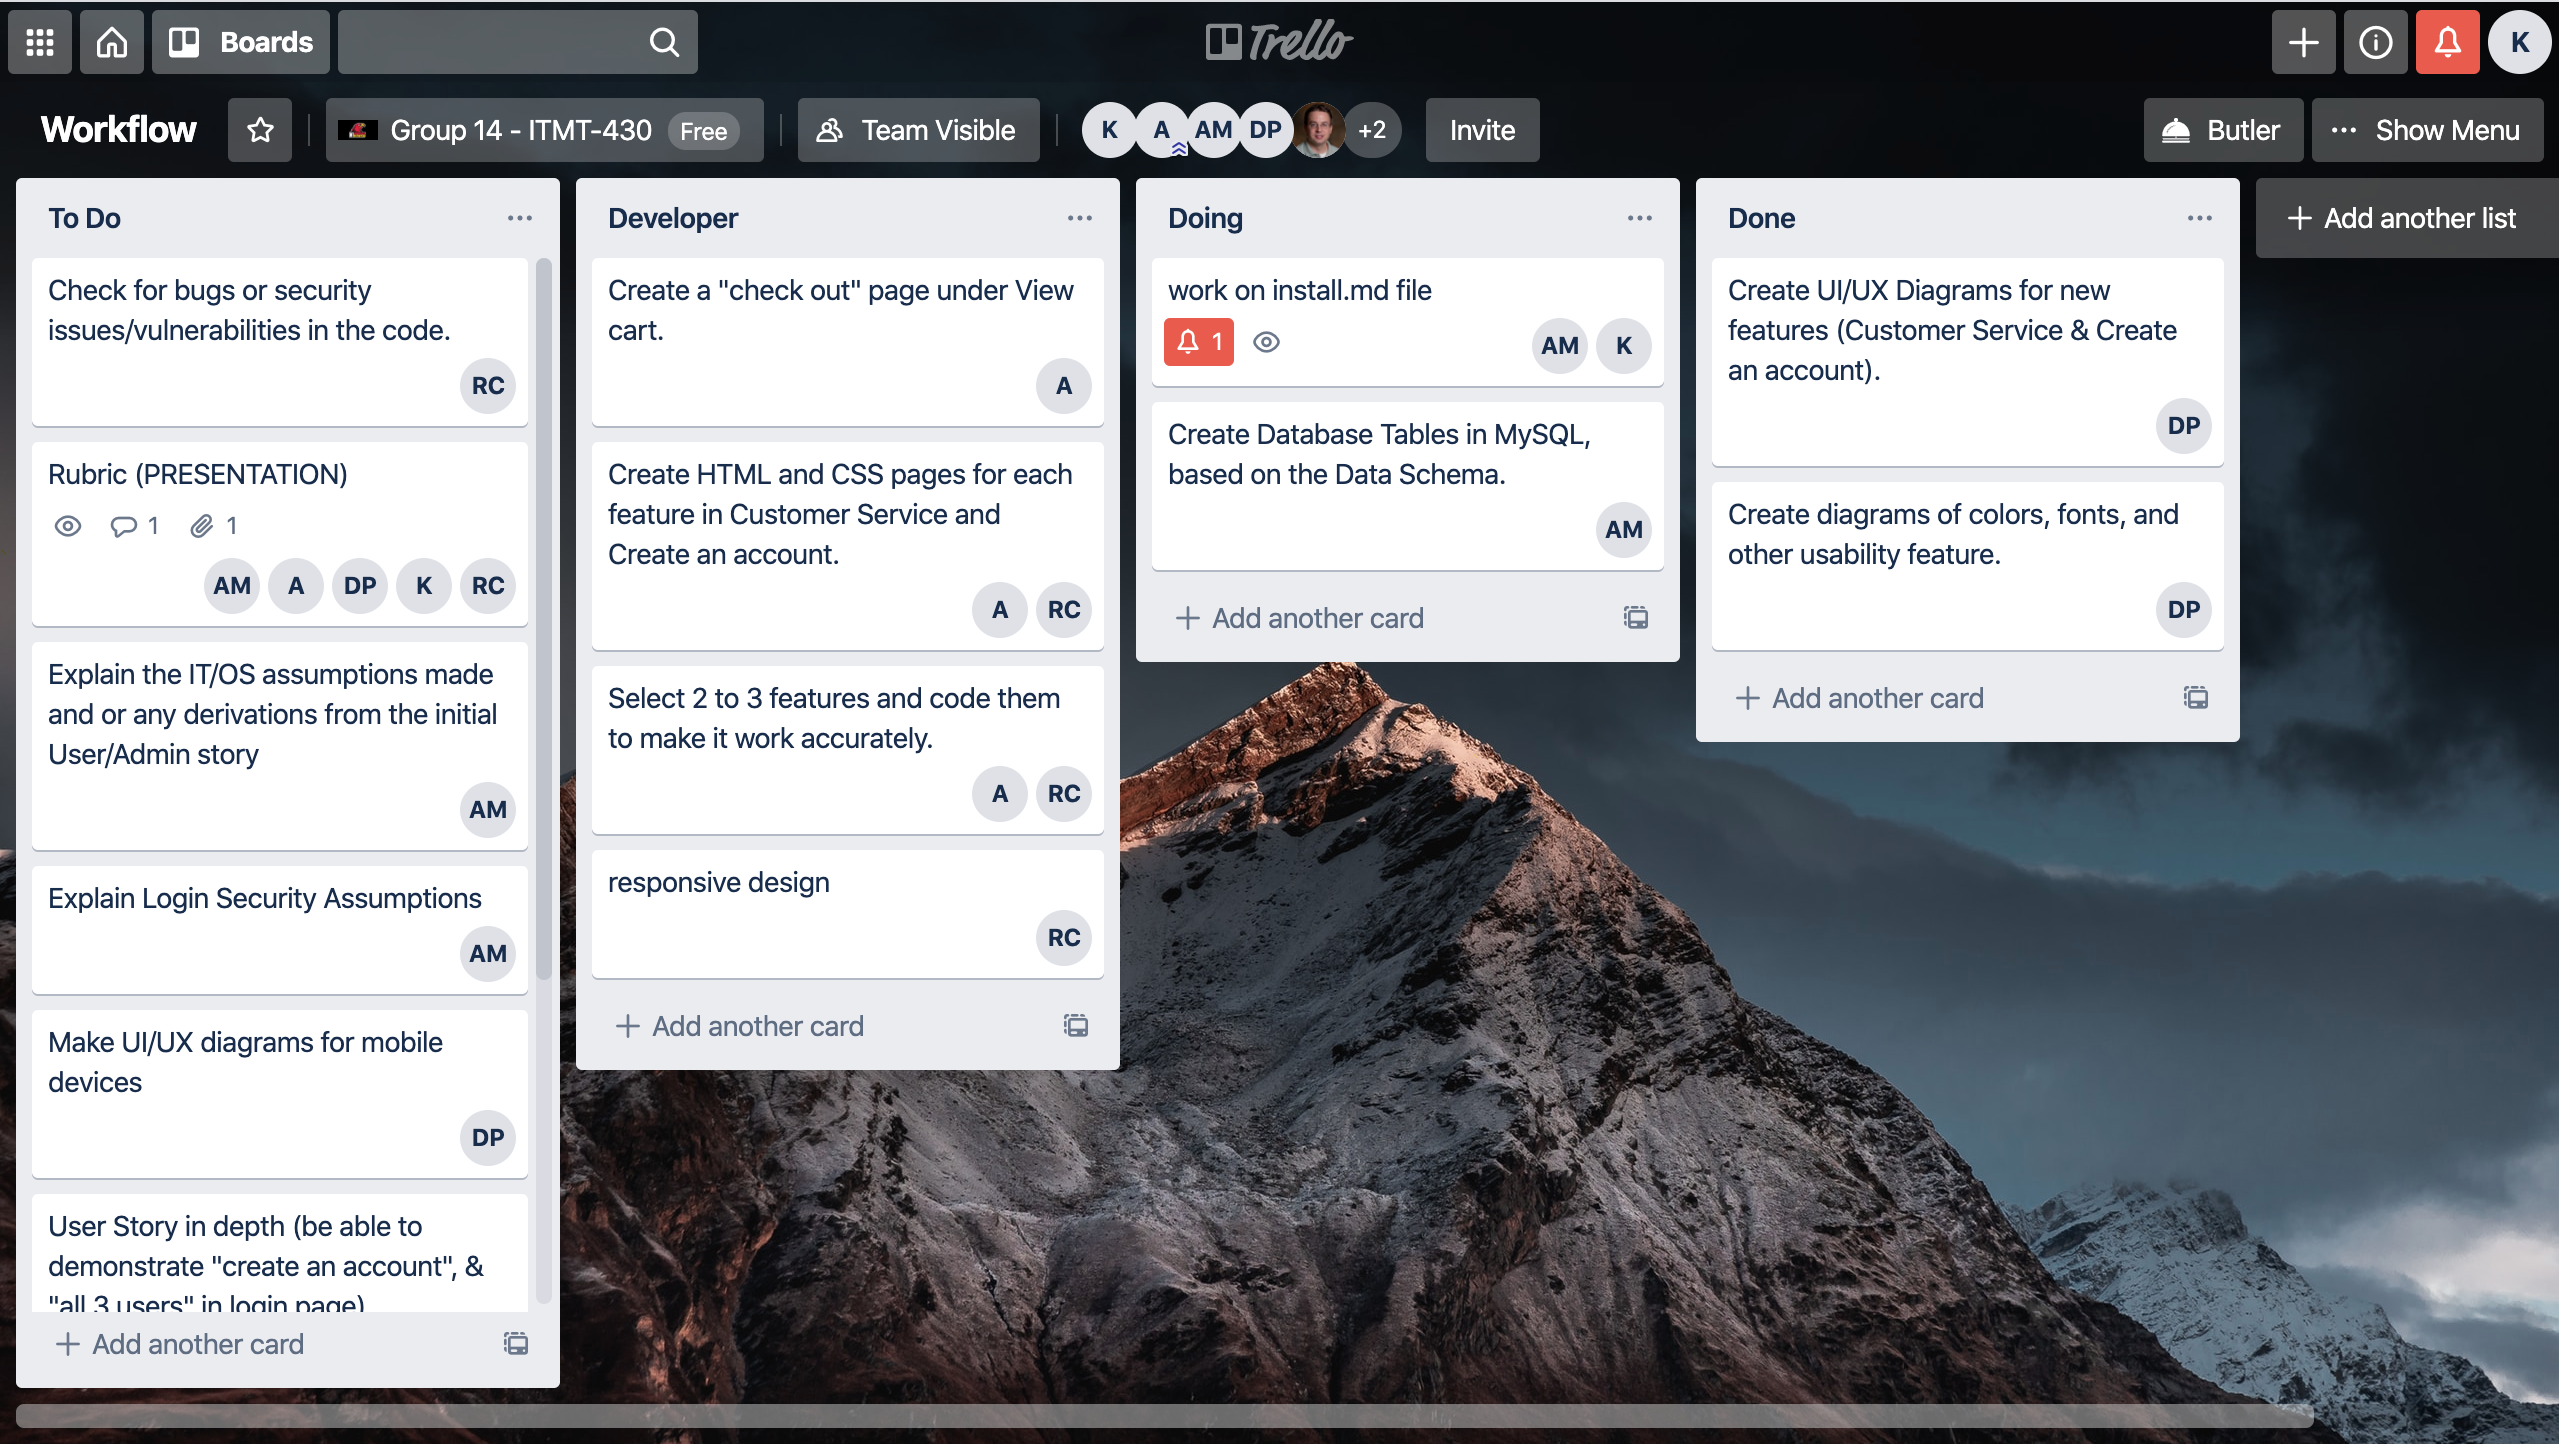 Boards
Trello
K
Workflow
Group 14 - ITMT-430 Free
Team Visible
K A AM DP +2
Invite
Butler
Show Menu
To Do
Check for bugs or security
issues/vulnerabilities in the code.
RC
Rubric (PRESENTATION)
1 1
AM A DP K RC
Explain the IT/OS assumptions made
and or any derivations from the initial
User/Admin story
AM
Explain Login Security Assumptions
AM
Make UI/UX diagrams for mobile
devices
DP
User Story in depth (be able to
demonstrate "create an account", &
"all 3 users" in login page)
Add another card
Developer
Create a "check out" page under View
cart.
A
Create HTML and CSS pages for each
feature in Customer Service and
Create an account.
A RC
Select 2 to 3 features and code them
to make it work accurately.
A RC
responsive design
RC
Add another card
Doing
work on install.md file
1
AM K
Create Database Tables in MySQL,
based on the Data Schema.
AM
Add another card
Done
Create UI/UX Diagrams for new
features (Customer Service & Create
an account).
DP
Create diagrams of colors, fonts, and
other usability feature.
DP
Add another card
Add another list